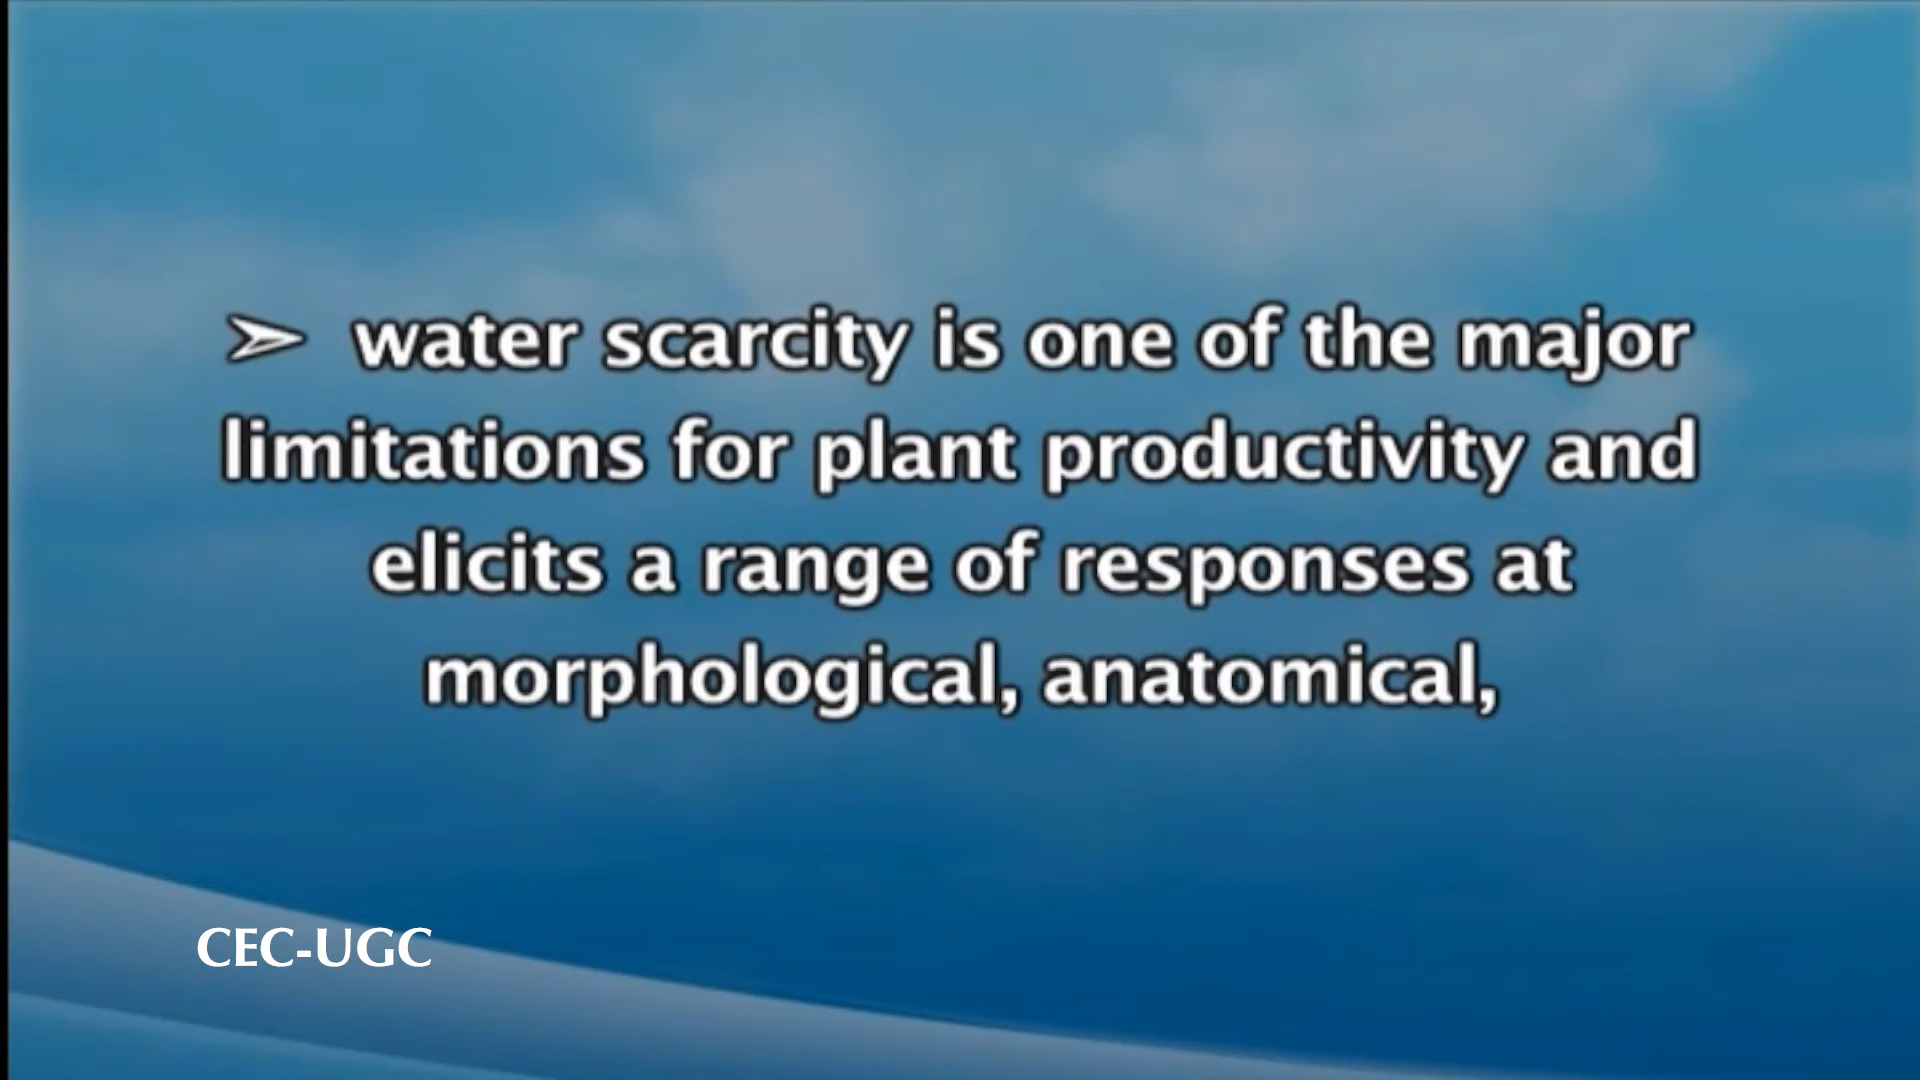 ➢ water scarcity is one of the major
limitations for plant productivity and
elicits a range of responses at
morphological, anatomical,
CEC-UGC